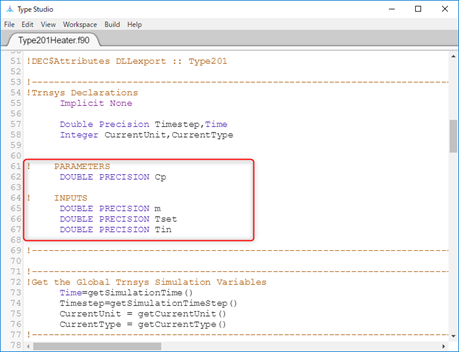 Type Studio
File Edit View Workspace Build Help
Type201Heater.f90
51 !DEC$Attributes DLLexport :: Type201
52
53 !--------------------------------------------------------------
54 !Trnsys Declarations
55 Implicit None
56
57 Double Precision Timestep,Time
58 Integer CurrentUnit,CurrentType
59
60
61 ! PARAMETERS
62 DOUBLE PRECISION Cp
63
64 ! INPUTS
65 DOUBLE PRECISION m
66 DOUBLE PRECISION Tset
67 DOUBLE PRECISION Tin
68
69 !--------------------------------------------------------------
70
71 !--------------------------------------------------------------
72 !Get the Global Trnsys Simulation Variables
73 Time=getSimulationTime()
74 Timestep=getSimulationTimeStep()
75 CurrentUnit = getCurrentUnit()
76 CurrentType = getCurrentType()
77 !--------------------------------------------------------------
78